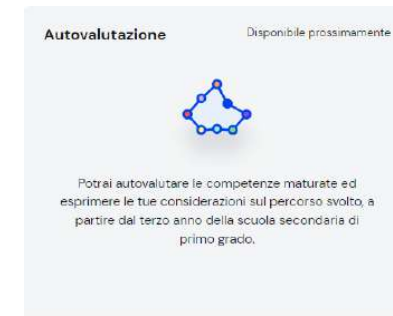 Autovalutazione
Disponibile prossimamente
Potrai autovalutare le competenze maturate ed
esprimere le tue considerazioni sul percorso svolto, a
partire dal terzo anno della scuola secondaria di
primo grado.